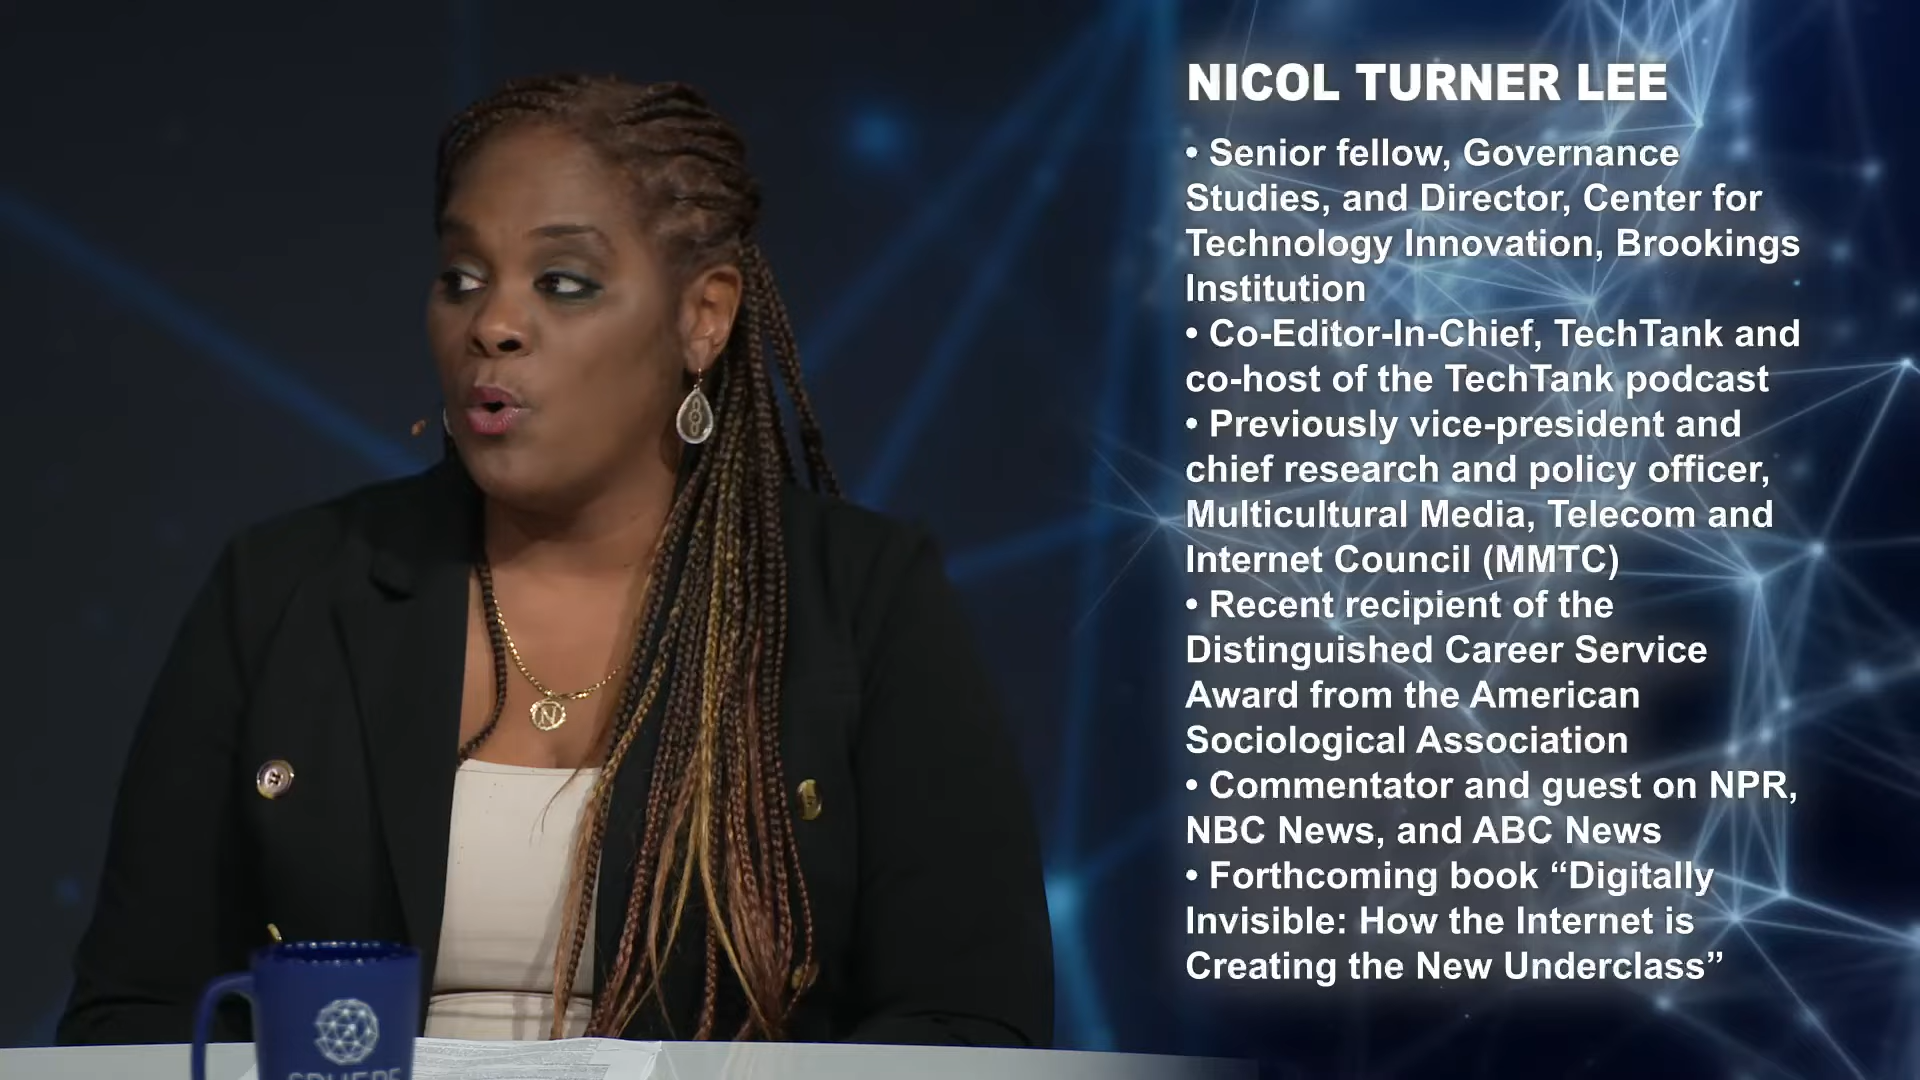 NICOL TURNER LEE
• Senior fellow, Governance
Studies, and Director, Center for
Technology Innovation, Brookings
Institution
• Co-Editor-In-Chief, TechTank and
co-host of the TechTank podcast
• Previously vice-president and
chief research and policy officer,
Multicultural Media, Telecom and
Internet Council (MMTC)
• Recent recipient of the
Distinguished Career Service
Award from the American
Sociological Association
• Commentator and guest on NPR,
NBC News, and ABC News
• Forthcoming book “Digitally
Invisible: How the Internet is
Creating the New Underclass”
N
SPHERE